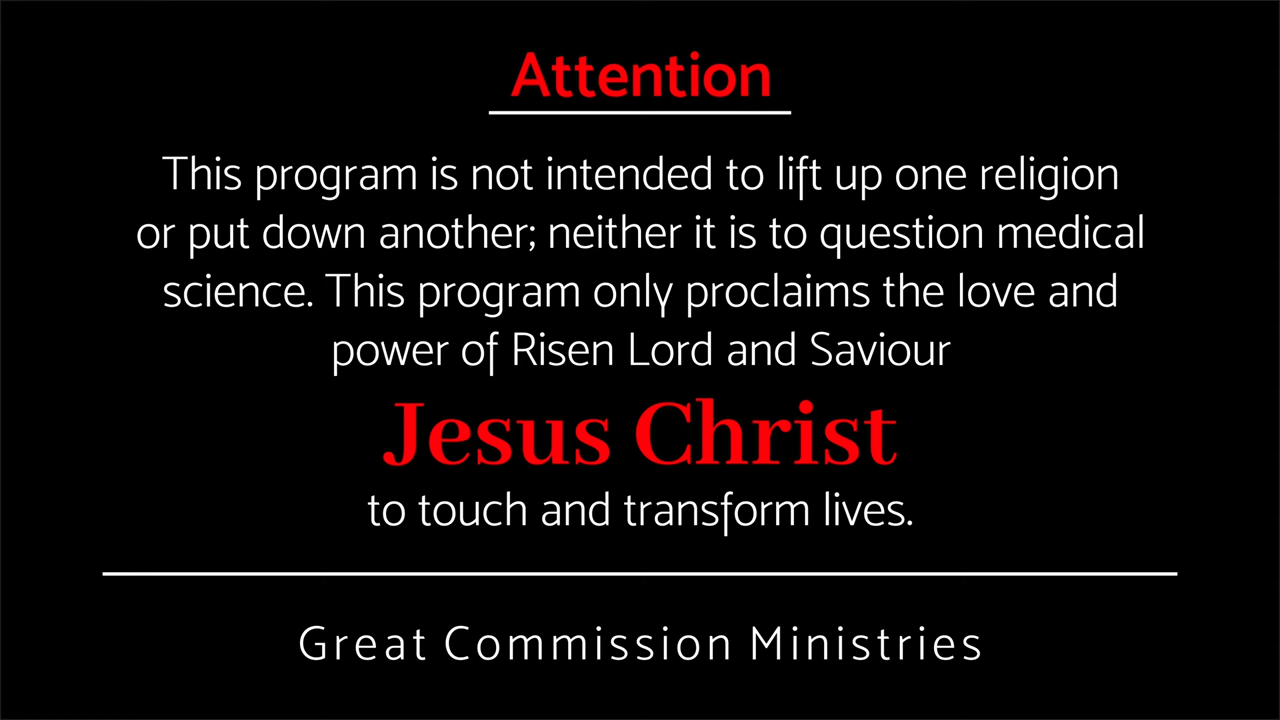 Attention
This program is not intended to lift up one religion
or put down another; neither it is to question medical
science. This program only proclaims the love and
power of Risen Lord and Saviour
Jesus Christ
to touch and transform lives.
Great Commission Ministries